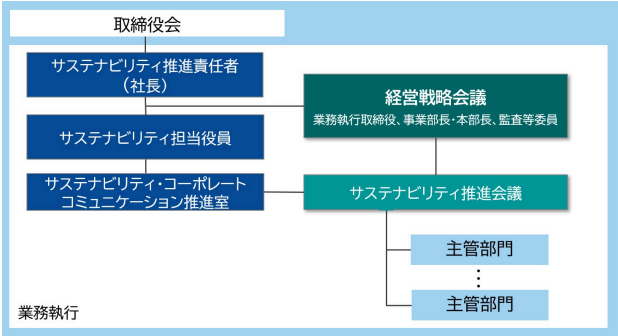 取締役会
サステナビリティ推進責任者
（社長）
経営戦略会議
業務執行取締役、事業部長・本部長、監査等委員
サステナビリティ担当役員
サステナビリティ・コーポレート
コミュニケーション推進室
サステナビリティ推進会議
主管部門
主管部門
業務執行